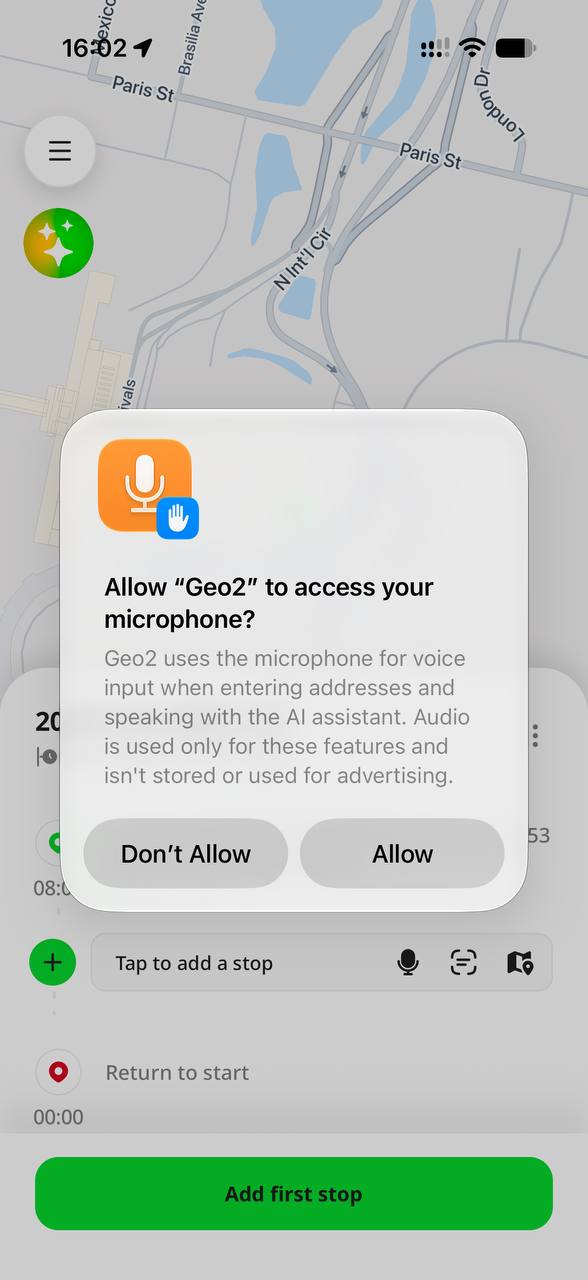 16:02
Mexico
Brasilia Ave
Paris St
London Dr
Paris St
N Int'l Cir
Allow “Geo2” to access your
microphone?
Geo2 uses the microphone for voice
input when entering addresses and
speaking with the AI assistant. Audio
is used only for these features and
isn't stored or used for advertising.
Don’t Allow
Allow
20
53
Tap to add a stop
Return to start
00:00
Add first stop